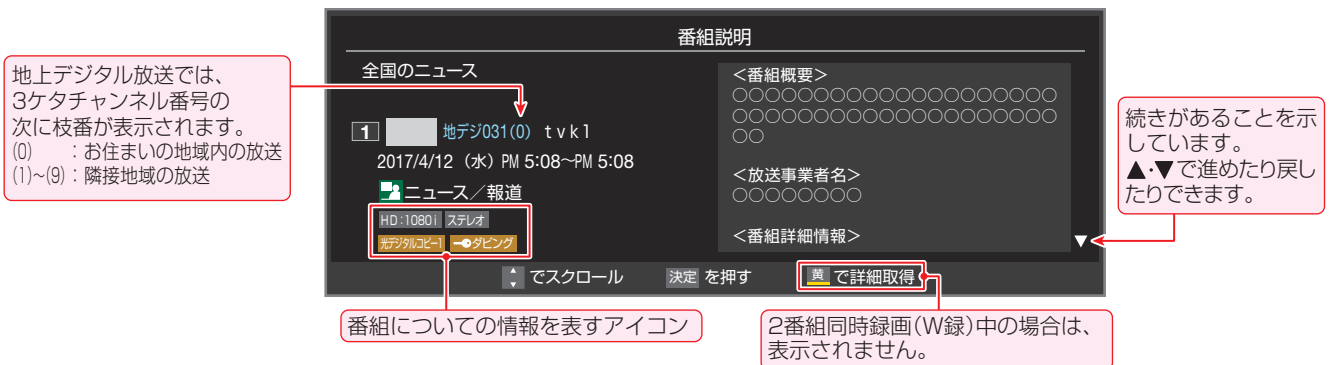 番組説明
地上デジタル放送では、
3ケタチャンネル番号の
次に枝番が表示されます。
(0)　：お住まいの地域内の放送
(1)~(9)：隣接地域の放送
全国のニュース
1 地デジ031(0) tvk1
2017/4/12（水）PM 5:08~PM 5:08
ニュース／報道
HD:1080i ステレオ
光デジタルコピー1 ダビング
<番組概要>
○○○○○○○○○○○○○○○○○○○○
○○○○○○○○○○○○○○○○○○○○
○○
<放送事業者名>
○○○○○○○○
<番組詳細情報>
▼
続きがあることを示
しています。
▲・▼で進めたり戻し
たりできます。
でスクロール 決定 を押す 黄 で詳細取得
番組についての情報を表すアイコン
2番組同時録画（W録）中の場合は、
表示されません。